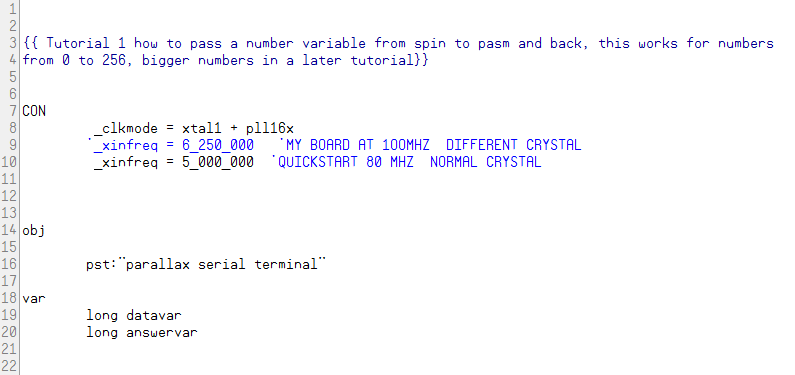 1
2
3 {{ Tutorial 1 how to pass a number variable from spin to pasm and back, this works for numbers
4 from 0 to 256, bigger numbers in a later tutorial}}
5
6
7 CON
8 _clkmode = xtal1 + pll16x
9 '_xinfreq = 6_250_000 'MY BOARD AT 100MHZ DIFFERENT CRYSTAL
10 _xinfreq = 5_000_000 'QUICKSTART 80 MHZ NORMAL CRYSTAL
11
12
13
14 obj
15
16 pst:"parallax serial terminal"
17
18 var
19 long datavar
20 long answervar
21
22